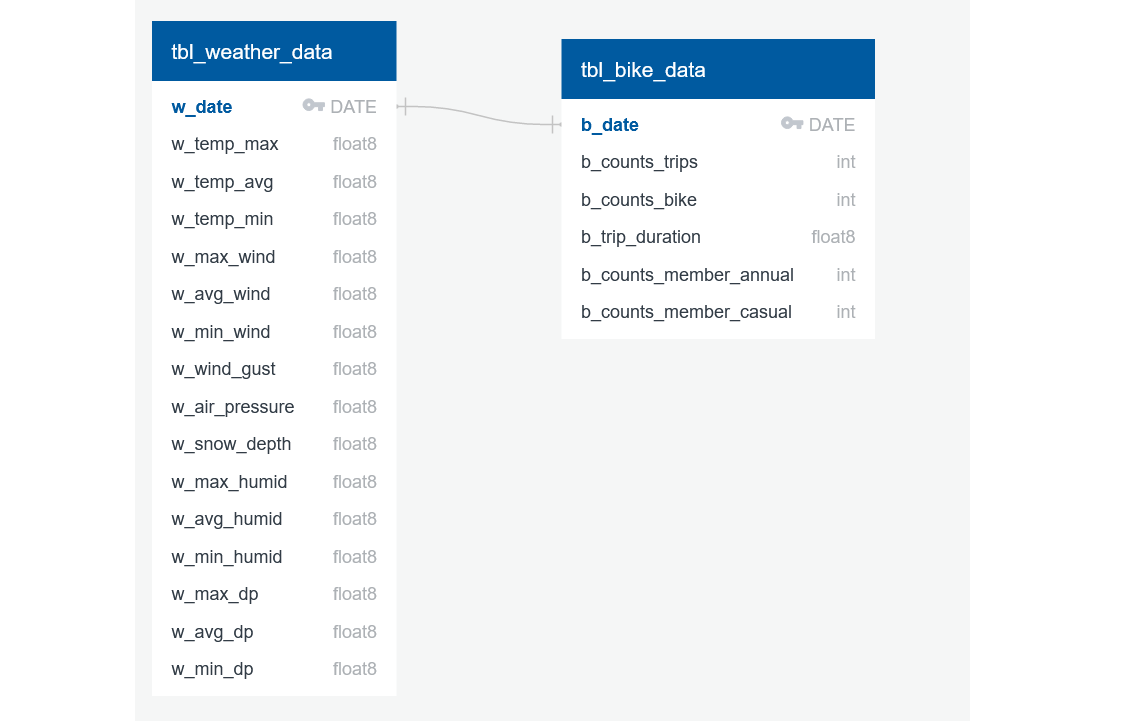 tbl_weather_data
w_date DATE
w_temp_max float8
w_temp_avg float8
w_temp_min float8
w_max_wind float8
w_avg_wind float8
w_min_wind float8
w_wind_gust float8
w_air_pressure float8
w_snow_depth float8
w_max_humid float8
w_avg_humid float8
w_min_humid float8
w_max_dp float8
w_avg_dp float8
w_min_dp float8
tbl_bike_data
b_date DATE
b_counts_trips int
b_counts_bike int
b_trip_duration float8
b_counts_member_annual int
b_counts_member_casual int